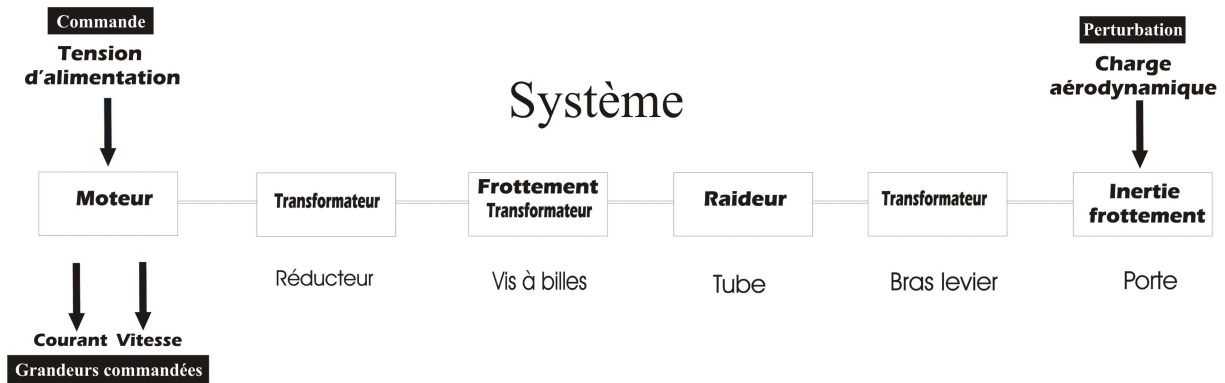 Commande
Tension
d'alimentation
Système
Perturbation
Charge
aérodynamique
Moteur
Transformateur
Frottement
Transformateur
Raideur
Transformateur
Inertie
frottement
Réducteur
Vis à billes
Tube
Bras levier
Porte
Courant Vitesse
Grandeurs commandées